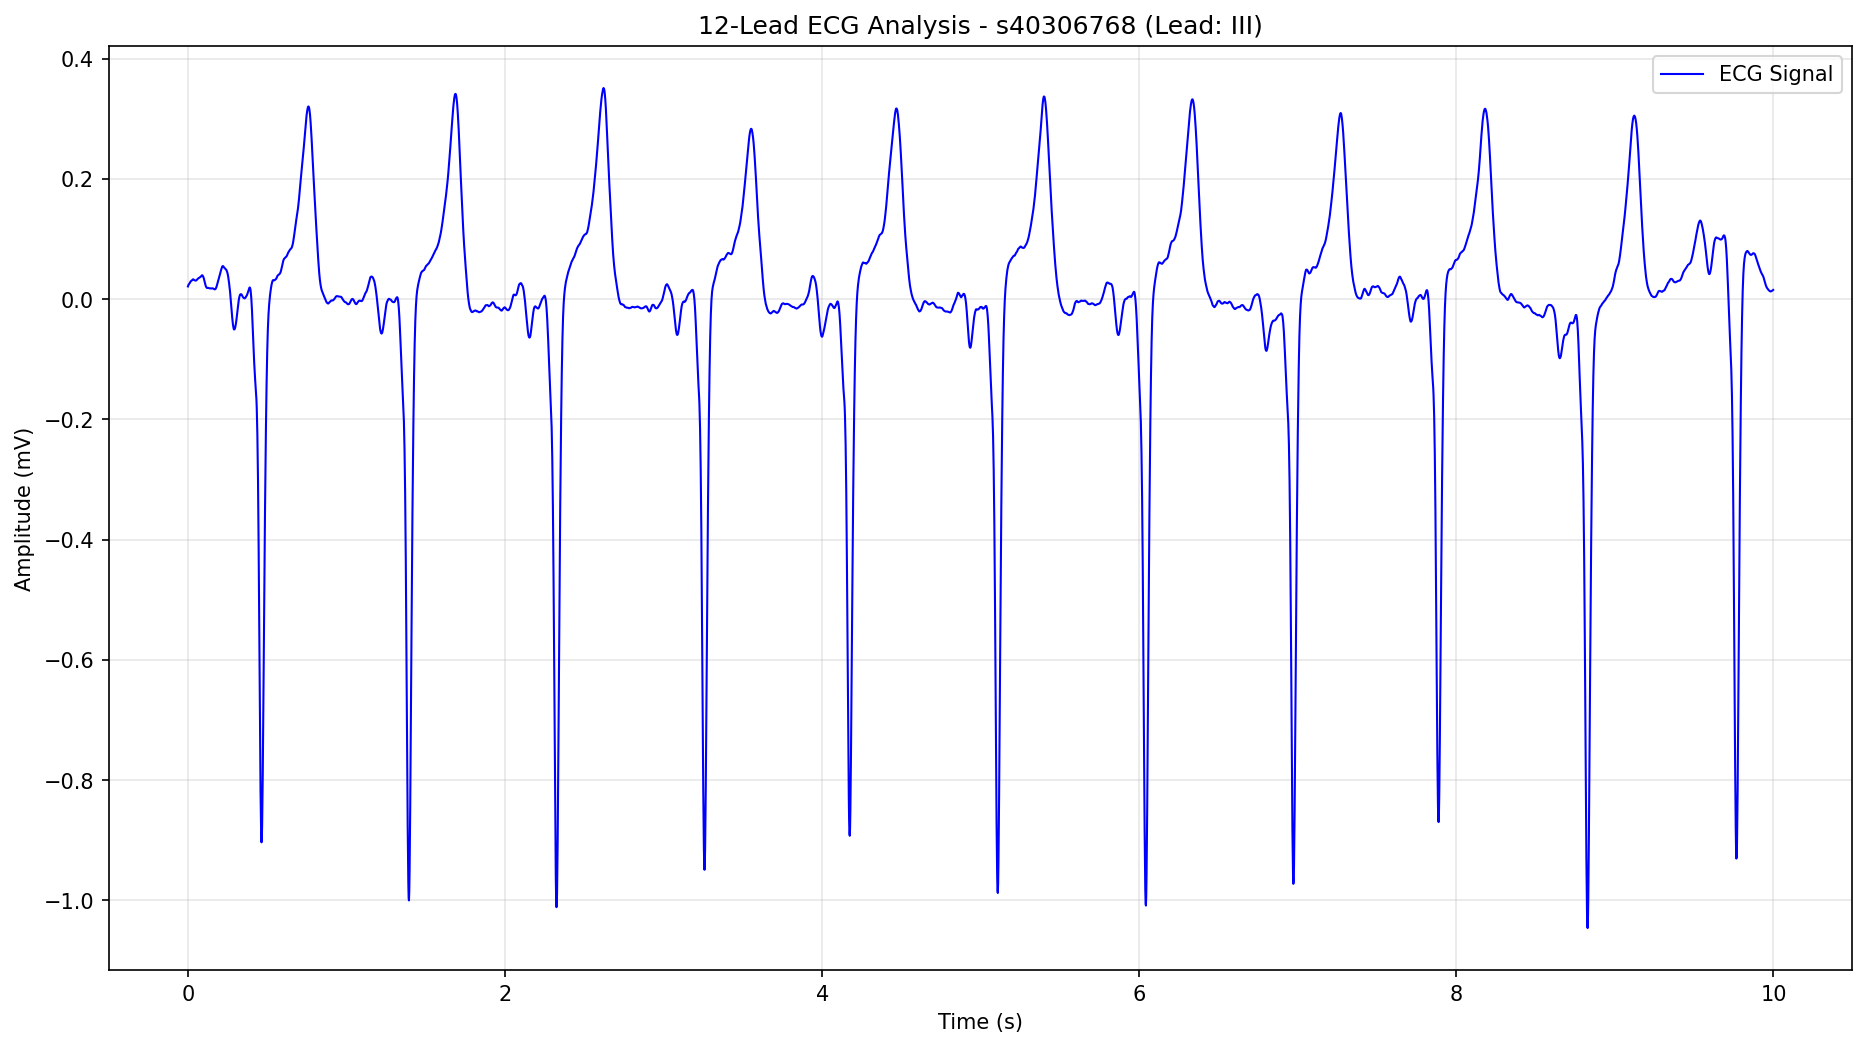 12-Lead ECG Analysis - s40306768 (Lead: III)
ECG Signal
Amplitude (mV)
0.4
0.2
0.0
−0.2
−0.4
−0.6
−0.8
−1.0
0 2 4 6 8 10
Time (s)